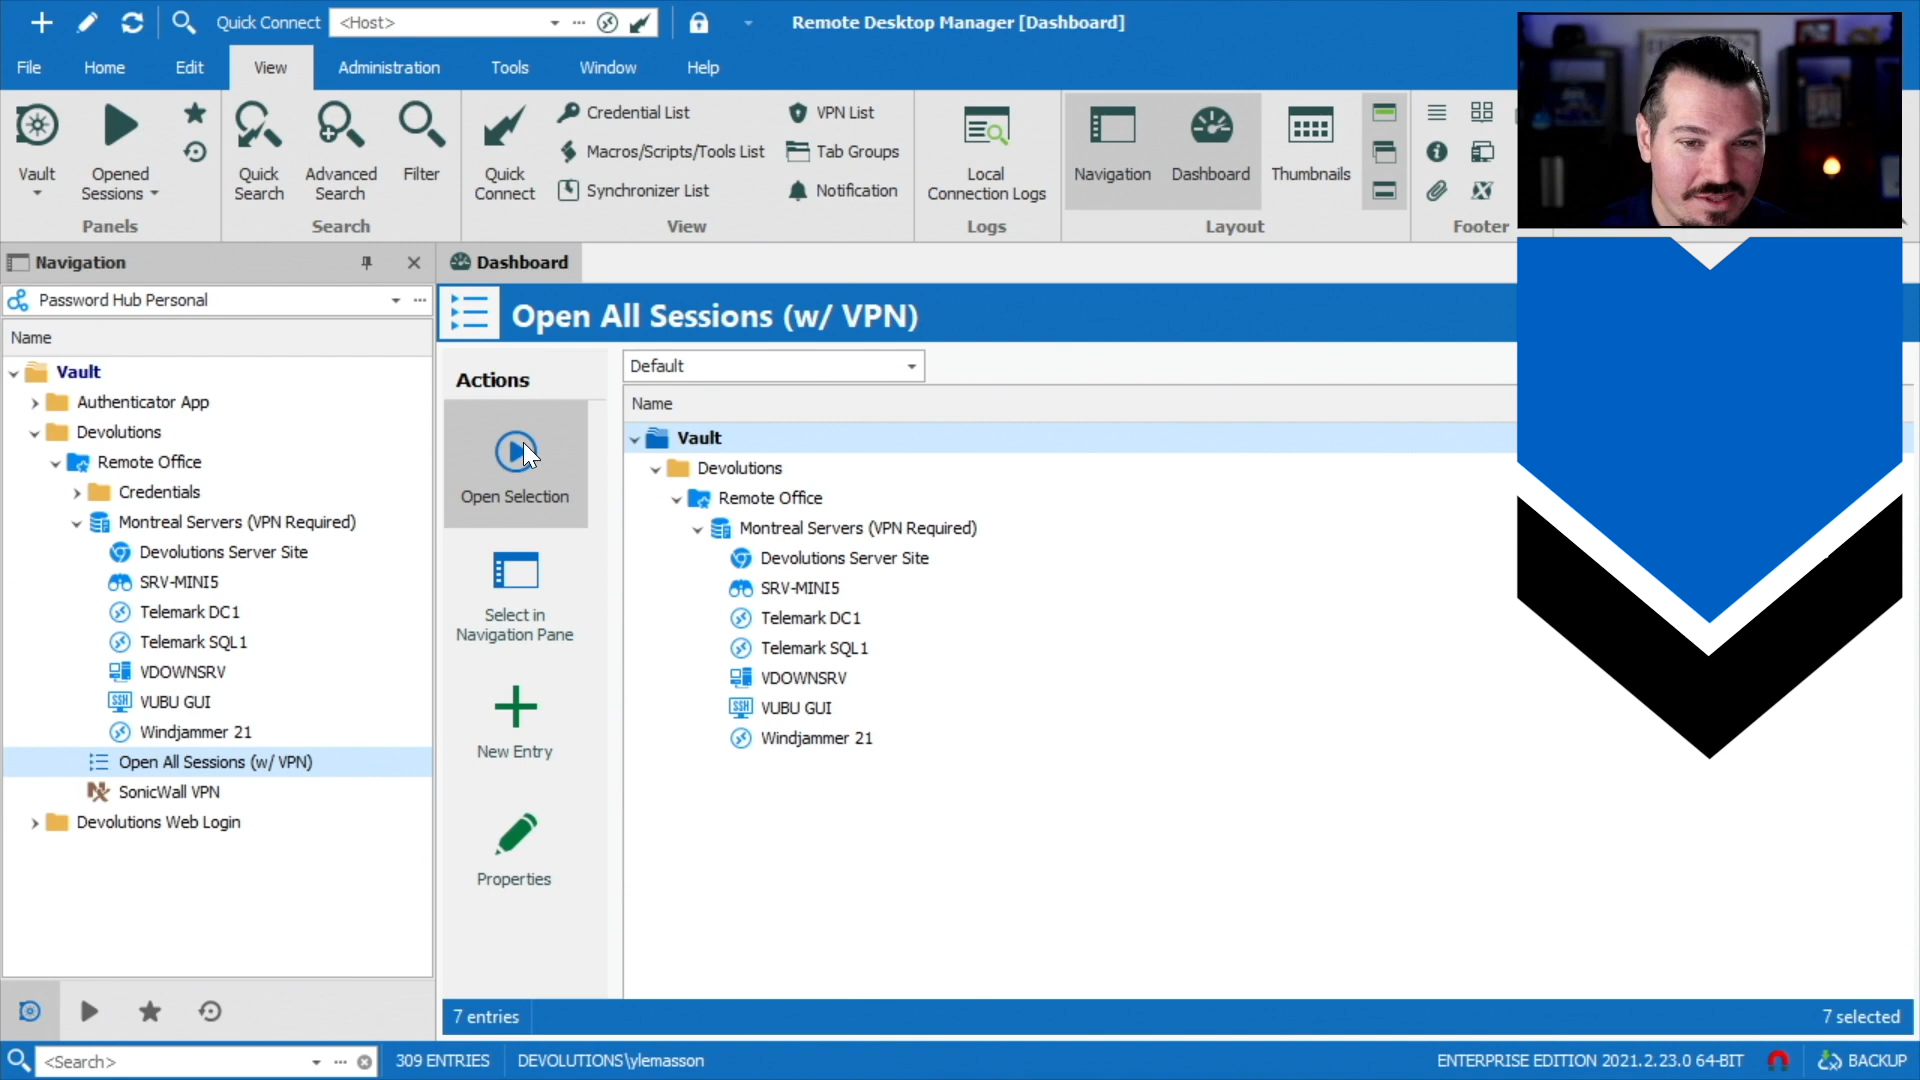 Quick Connect <Host> Remote Desktop Manager [Dashboard]
File Home Edit View Administration Tools Window Help
Vault
Opened Sessions
Panels
Quick Search
Advanced Search
Filter
Search
Quick Connect
Credential List
Macros/Scripts/Tools List
Synchronizer List
VPN List
Tab Groups
Notification
View
Local Connection Logs
Logs
Navigation
Dashboard
Thumbnails
Layout
Footer
Navigation
Password Hub Personal
Name
Vault
Authenticator App
Devolutions
Remote Office
Credentials
Montreal Servers (VPN Required)
Devolutions Server Site
SRV-MINI5
Telemark DC1
Telemark SQL1
VDOWNSRV
SSH VUBU GUI
Windjammer 21
Open All Sessions (w/ VPN)
SonicWall VPN
Devolutions Web Login
Dashboard
Open All Sessions (w/ VPN)
Actions
Open Selection
Select in
Navigation Pane
New Entry
Properties
Default
Name
Vault
Devolutions
Remote Office
Montreal Servers (VPN Required)
Devolutions Server Site
SRV-MINI5
Telemark DC1
Telemark SQL1
VDOWNSRV
SSH VUBU GUI
Windjammer 21
7 entries 7 selected
<Search> 309 ENTRIES DEVOLUTIONS\ylemasson ENTERPRISE EDITION 2021.2.23.0 64-BIT BACKUP